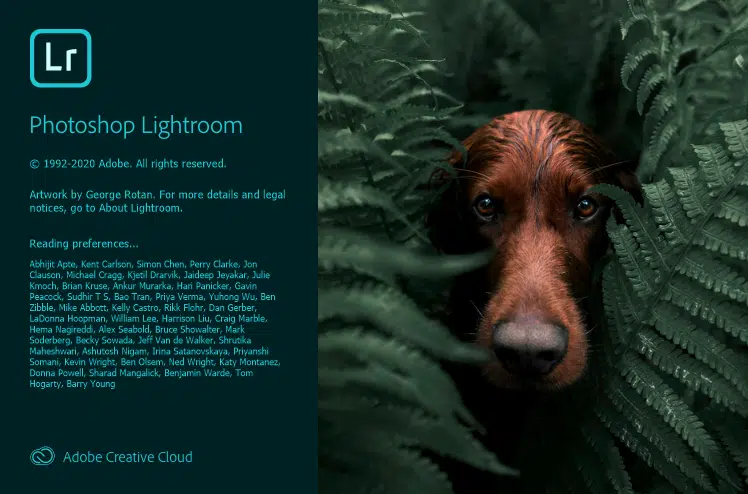 Lr
Photoshop Lightroom
© 1992-2020 Adobe. All rights reserved.
Artwork by George Rotan. For more details and legal
notices, go to About Lightroom.
Reading preferences...
Abhijit Apte, Kent Carlson, Simon Chen, Perry Clarke, Jon
Clauson, Michael Cragg, Kjetil Drarvik, Jaideep Jeyakar, Julie
Kmoch, Brian Kruse, Ankur Murarka, Hari Panicker, Gavin
Peacock, Sudhir T S, Bao Tran, Priya Verma, Yuhong Wu, Ben
Zibble, Mike Abbott, Kelly Castro, Rikk Flohr, Dan Gerber,
LaDonna Hoopman, William Lee, Harrison Liu, Craig Marble,
Hema Nagireddi, Alex Seabold, Bruce Showalter, Mark
Soderberg, Becky Sowada, Jeff Van de Walker, Shrutika
Maheshwari, Ashutosh Nigam, Irina Satanovskaya, Priyanshi
Somani, Kevin Wright, Ben Olsem, Ned Wright, Katy Montanez,
Donna Powell, Sharad Mangalick, Benjamin Warde, Tom
Hogarty, Barry Young
Adobe Creative Cloud